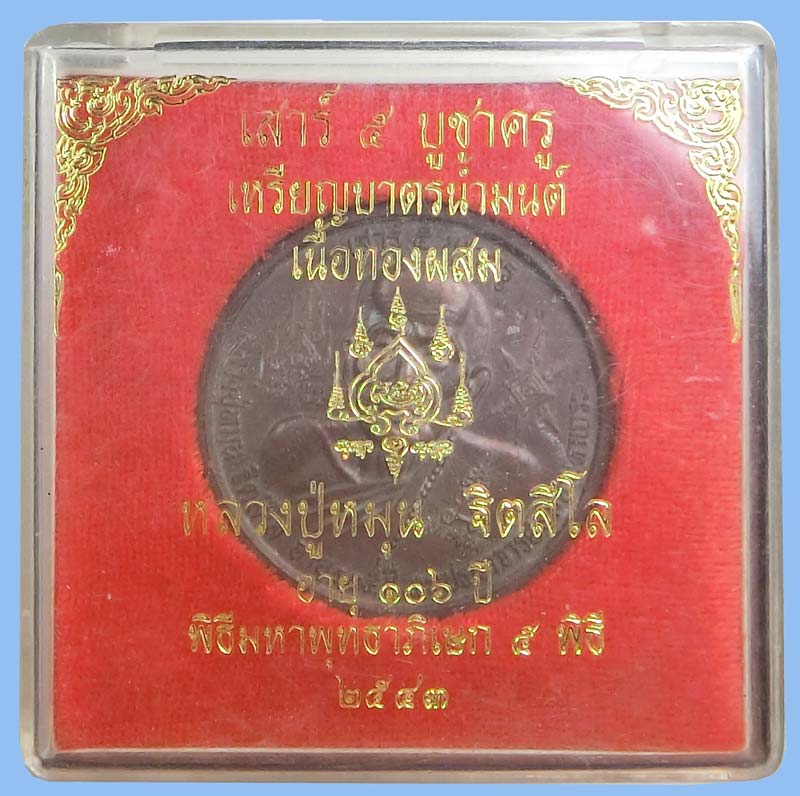 เสาร์ ๕ บูชาครู
เหรียญบาตรน้ำมนต์
เนื้อทองผสม
หลวงปู่หมุน ฐิตสีโล
อายุ ๑๐๖ ปี
พิธีมหาพุทธาภิเษก ๕ พิธี
๒๕๔๓